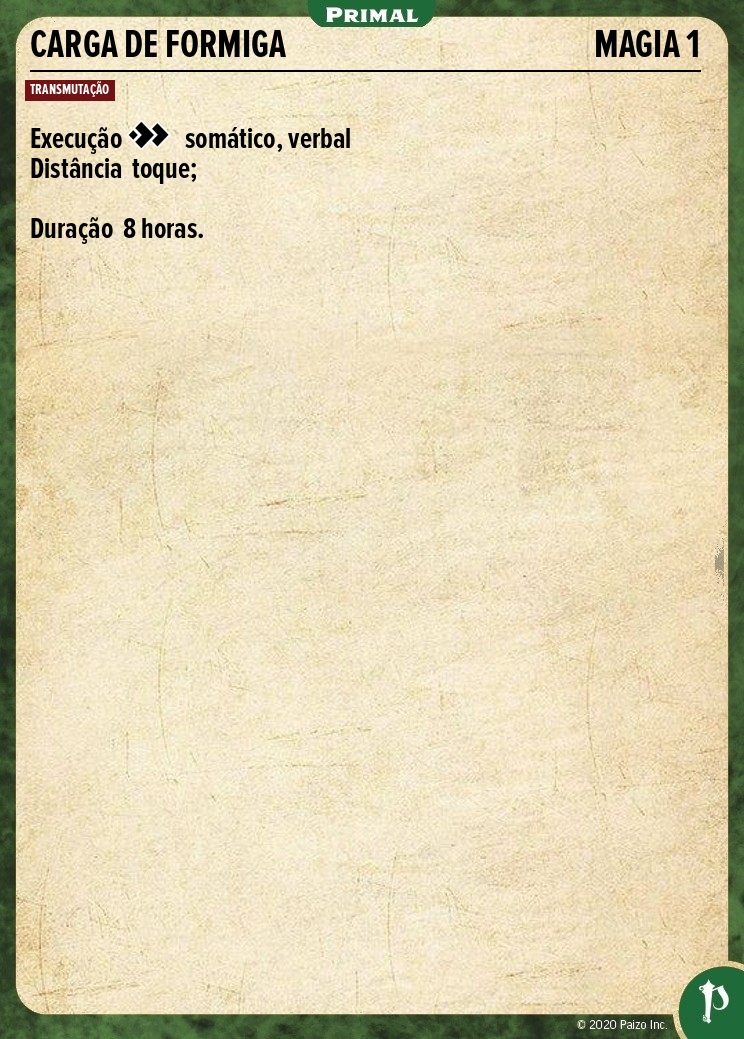 PRIMAL
CARGA DE FORMIGA MAGIA 1
TRANSMUTAÇÃO
Execução somático, verbal
Distância toque;
Duração 8 horas.
© 2020 Paizo Inc.